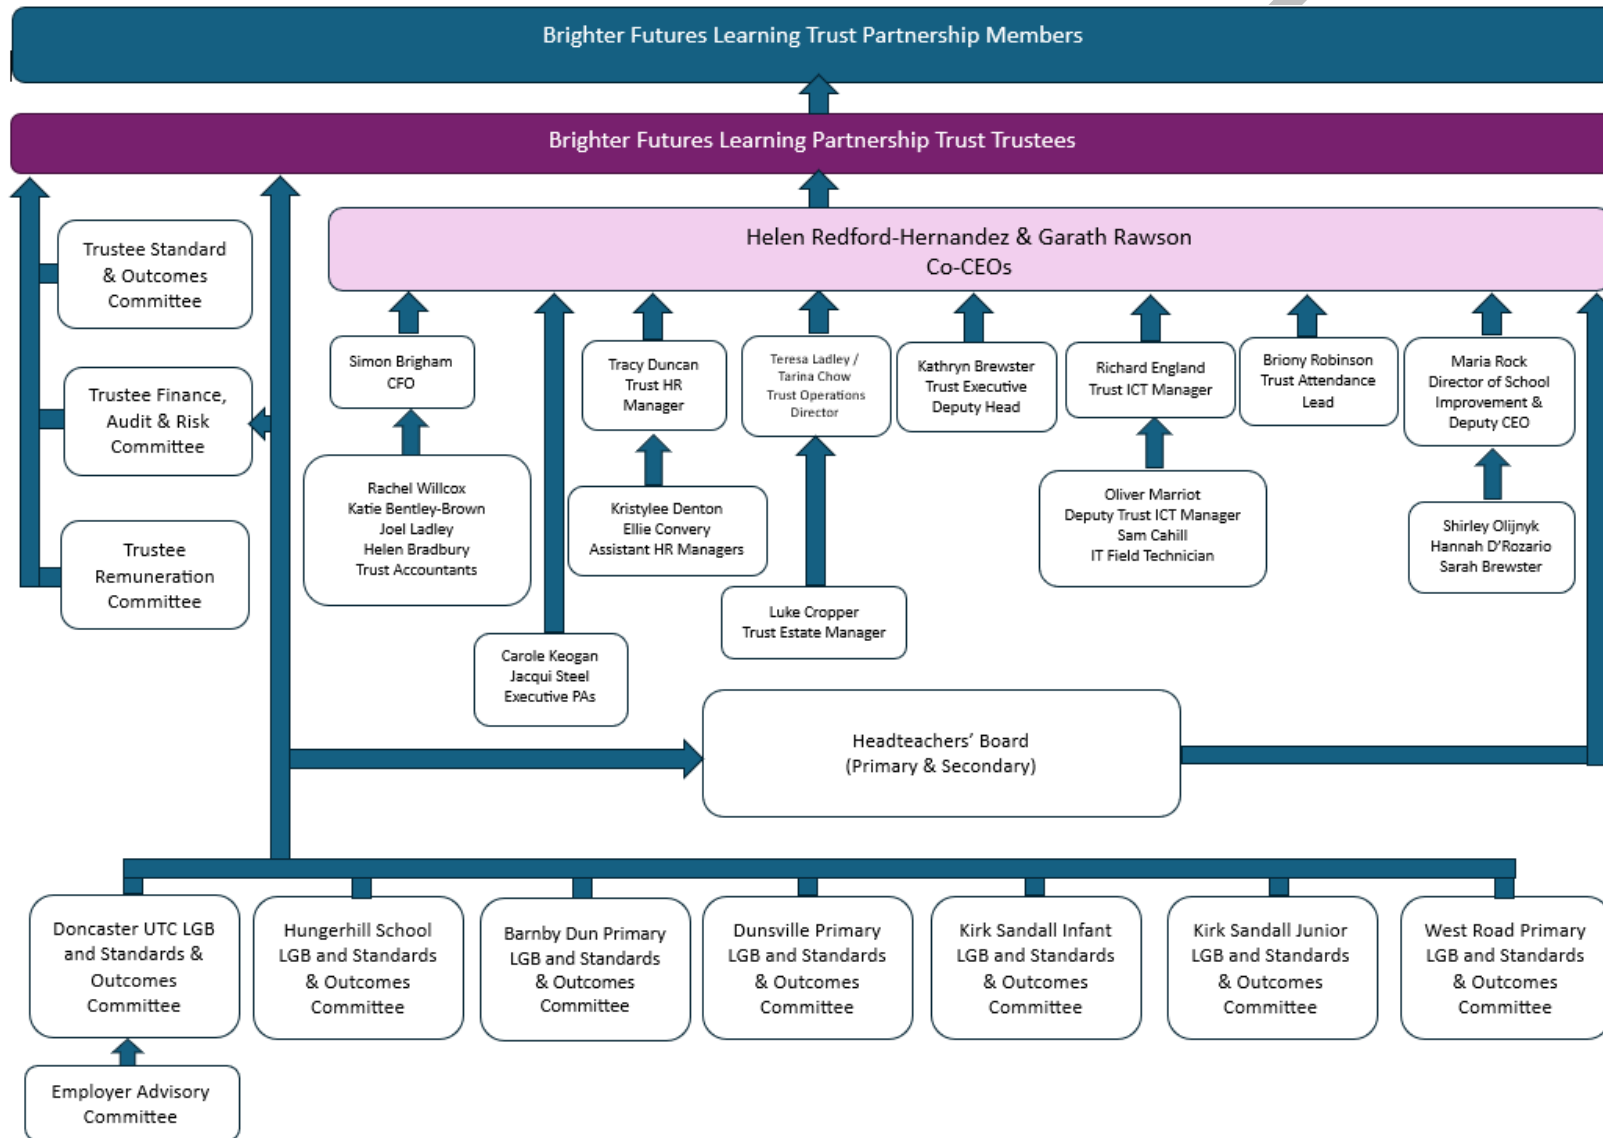 Brighter Futures Learning Trust Partnership Members
Brighter Futures Learning Partnership Trust Trustees
Helen Redford-Hernandez & Garath Rawson
Co-CEOs
Trustee Standard
& Outcomes
Committee
Trustee Finance,
Audit & Risk
Committee
Trustee
Remuneration
Committee
Simon Brigham
CFO
Rachel Willcox
Katie Bentley-Brown
Joel Ladley
Helen Bradbury
Trust Accountants
Carole Keogan
Jacqui Steel
Executive PAs
Tracy Duncan
Trust HR
Manager
Kristylee Denton
Ellie Convery
Assistant HR Managers
Teresa Ladley /
Tarina Chow
Trust Operations
Director
Luke Cropper
Trust Estate Manager
Kathryn Brewster
Trust Executive
Deputy Head
Richard England
Trust ICT Manager
Oliver Marriot
Deputy Trust ICT Manager
Sam Cahill
IT Field Technician
Briony Robinson
Trust Attendance
Lead
Maria Rock
Director of School
Improvement &
Deputy CEO
Shirley Olijnyk
Hannah D’Rozario
Sarah Brewster
Headteachers’ Board
(Primary & Secondary)
Doncaster UTC LGB
and Standards &
Outcomes
Committee
Hungerhill School
LGB and Standards
& Outcomes
Committee
Barnby Dun Primary
LGB and Standards
& Outcomes
Committee
Dunsville Primary
LGB and Standards
& Outcomes
Committee
Kirk Sandall Infant
LGB and Standards
& Outcomes
Committee
Kirk Sandall Junior
LGB and Standards
& Outcomes
Committee
West Road Primary
LGB and Standards
& Outcomes
Committee
Employer Advisory
Committee